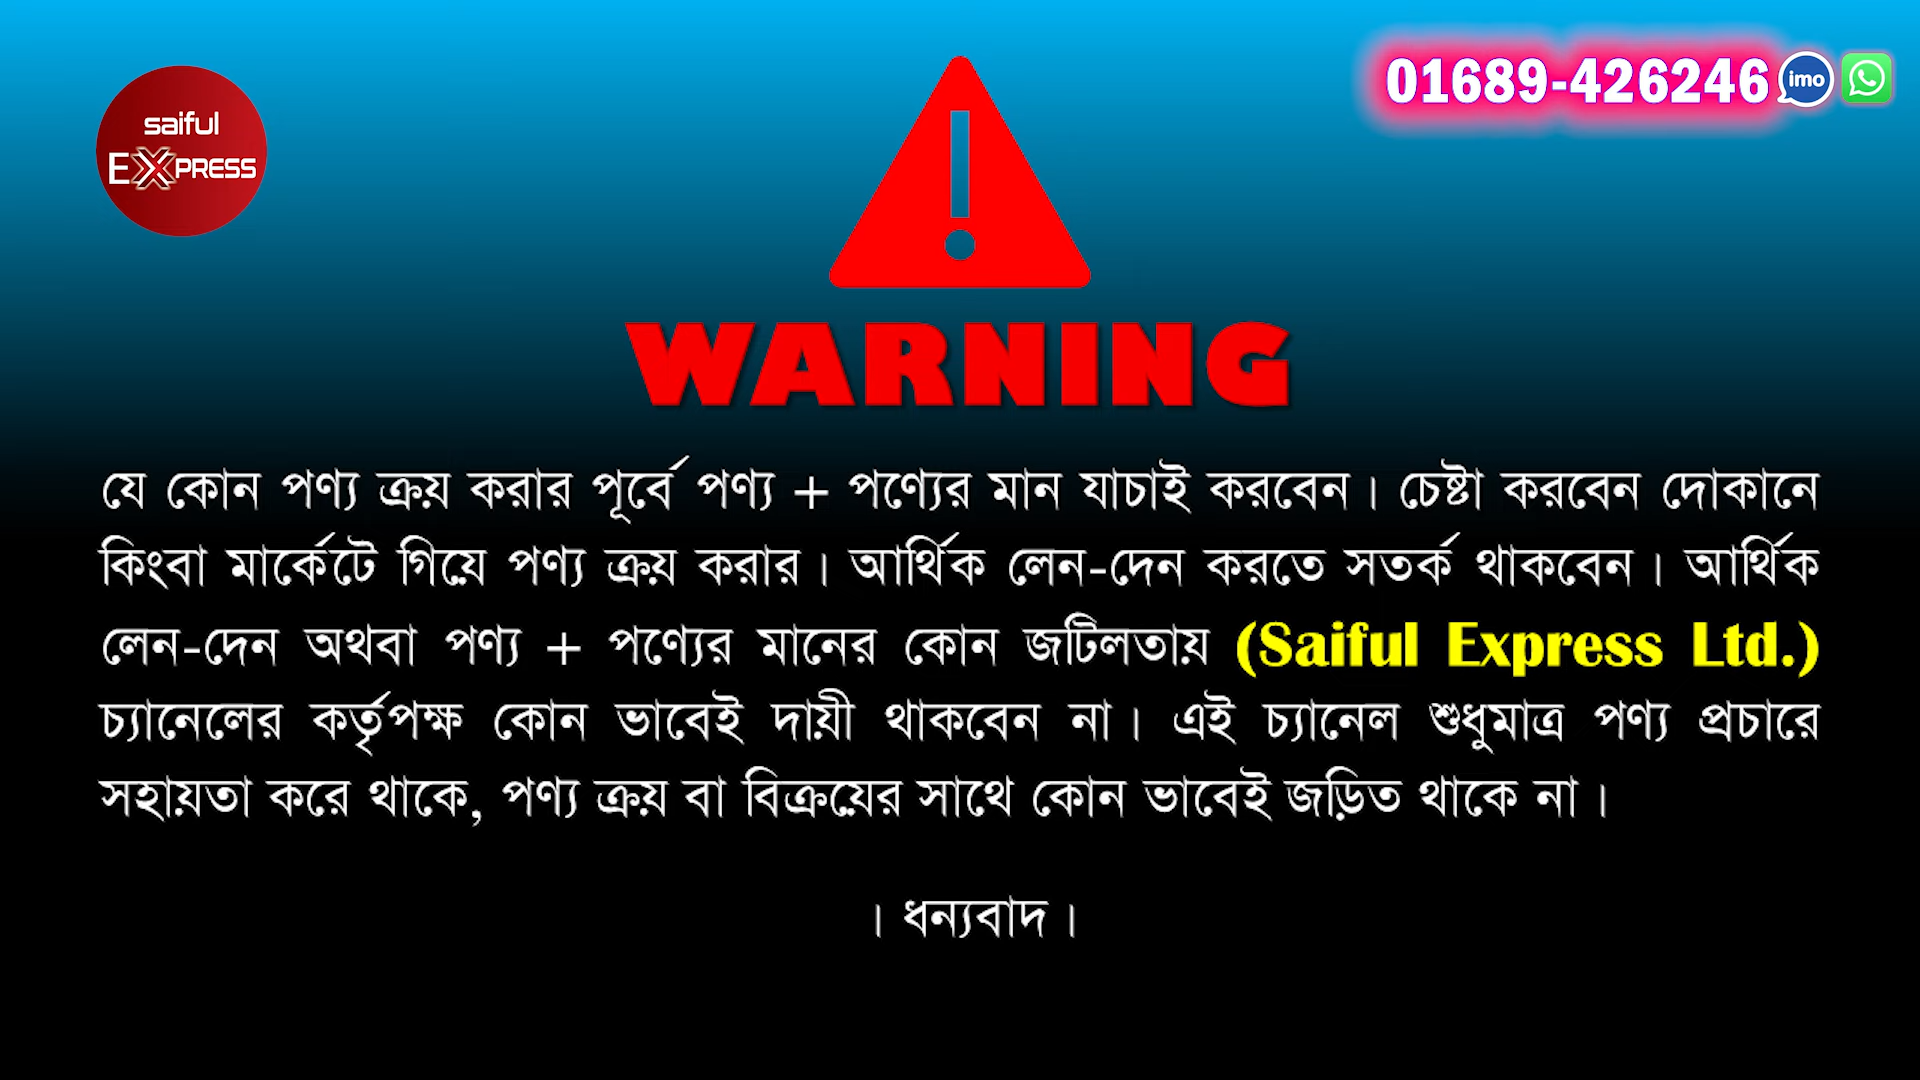 saiful
EXPRESS
01689-426246
imo
WARNING
যে কোন পণ্য ক্রয় করার পূর্বে পণ্য + পণ্যের মান যাচাই করবেন। চেষ্টা করবেন দোকানে
কিংবা মার্কেটে গিয়ে পণ্য ক্রয় করার। আর্থিক লেন-দেন করতে সতর্ক থাকবেন। আর্থিক
লেন-দেন অথবা পণ্য + পণ্যের মানের কোন জটিলতায় (Saiful Express Ltd.)
চ্যানেলের কর্তৃপক্ষ কোন ভাবেই দায়ী থাকবেন না। এই চ্যানেল শুধুমাত্র পণ্য প্রচারে
সহায়তা করে থাকে, পণ্য ক্রয় বা বিক্রয়ের সাথে কোন ভাবেই জড়িত থাকে না।
। ধন্যবাদ।